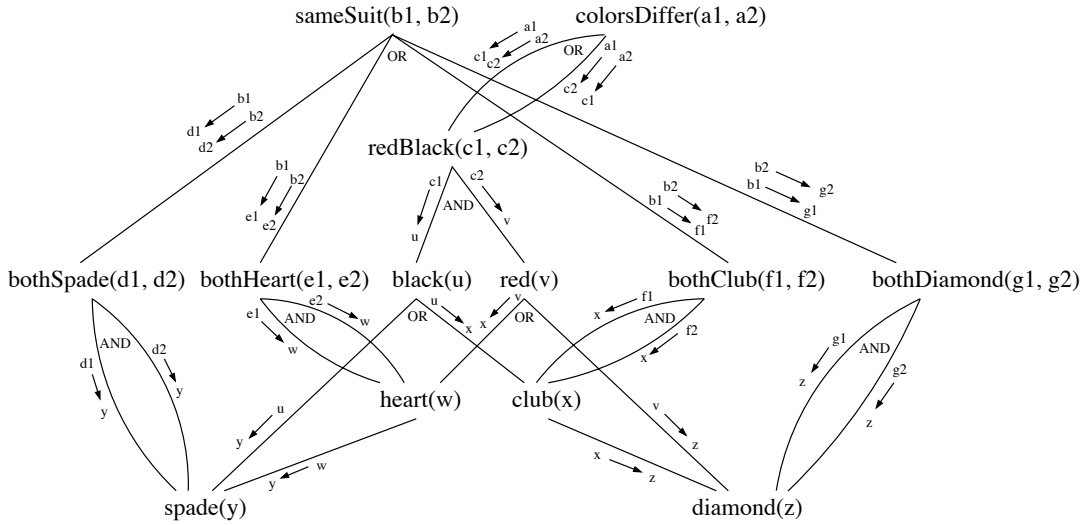 sameSuit(b1, b2)
colorsDiffer(a1, a2)
OR
OR
a1
a2
c1
c2
a1
a2
c2
c1
b1
b2
d1
d2
redBlack(c1, c2)
b1
b2
e1
e2
c1
c2
AND
u
v
b2
b1
f2
f1
b2
b1
g2
g1
bothSpade(d1, d2)
bothHeart(e1, e2)
black(u)
red(v)
bothClub(f1, f2)
bothDiamond(g1, g2)
AND
d1
d2
y
y
e2
e1
AND
w
w
u
OR
x
v
x
OR
f1
x
AND
f2
x
g1
AND
z
g2
z
heart(w)
club(x)
u
y
v
z
w
y
x
z
spade(y)
diamond(z)